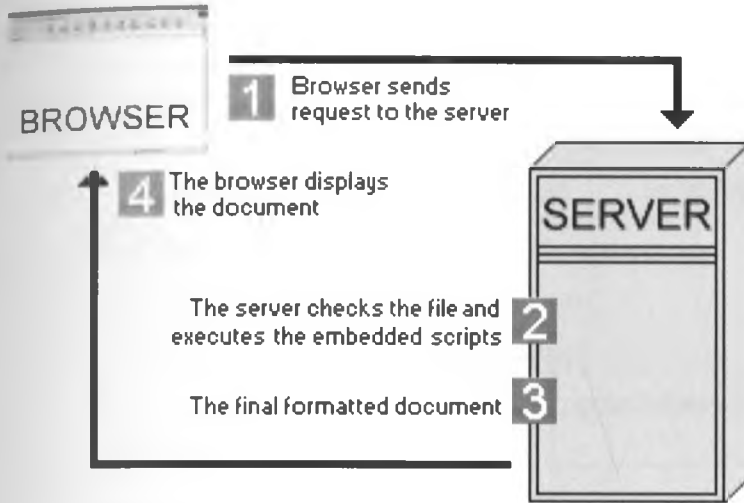 BROWSER
1
Browser sends
request to the server
4
The browser displays
the document
SERVER
The server checks the file and
executes the embedded scripts
2
The final formatted document
3